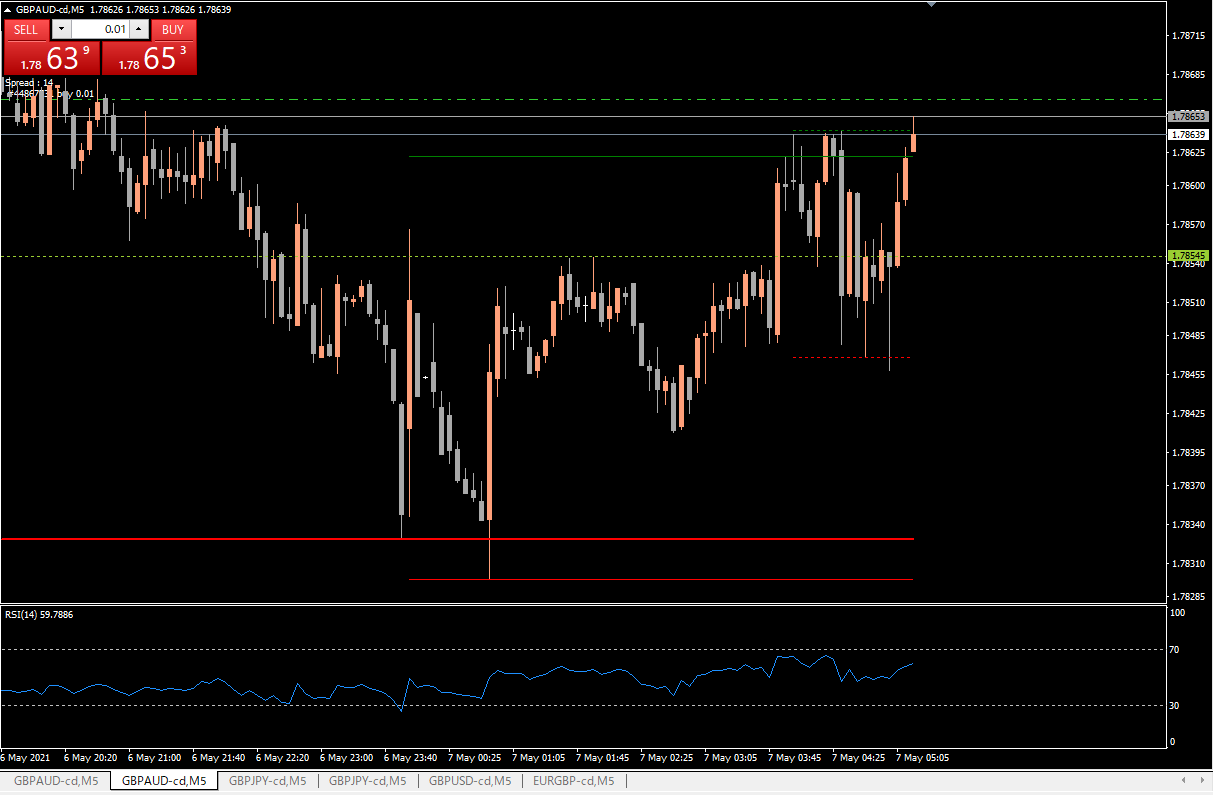 GBPAUD-cd,M5 1.78626 1.78653 1.78626 1.78639
SELL 0.01 BUY
1.78 63 9 1.78 65 3
Spread : 14
buy 0.01
1.78715
1.78685
1.78653
1.78639
1.78625
1.78600
1.78570
1.78545
1.78540
1.78510
1.78485
1.78455
1.78425
1.78395
1.78370
1.78340
1.78310
1.78285
RSI(14) 59.7886
100
70
30
0
6 May 2021 6 May 20:20 6 May 21:00 6 May 21:40 6 May 22:20 6 May 23:00 6 May 23:40 7 May 00:25 7 May 01:05 7 May 01:45 7 May 02:25 7 May 03:05 7 May 03:45 7 May 04:25 7 May 05:05
GBPAUD-cd,M5 GBPAUD-cd,M5 GBPJPY-cd,M5 GBPJPY-cd,M5 GBPUSD-cd,M5 EURGBP-cd,M5